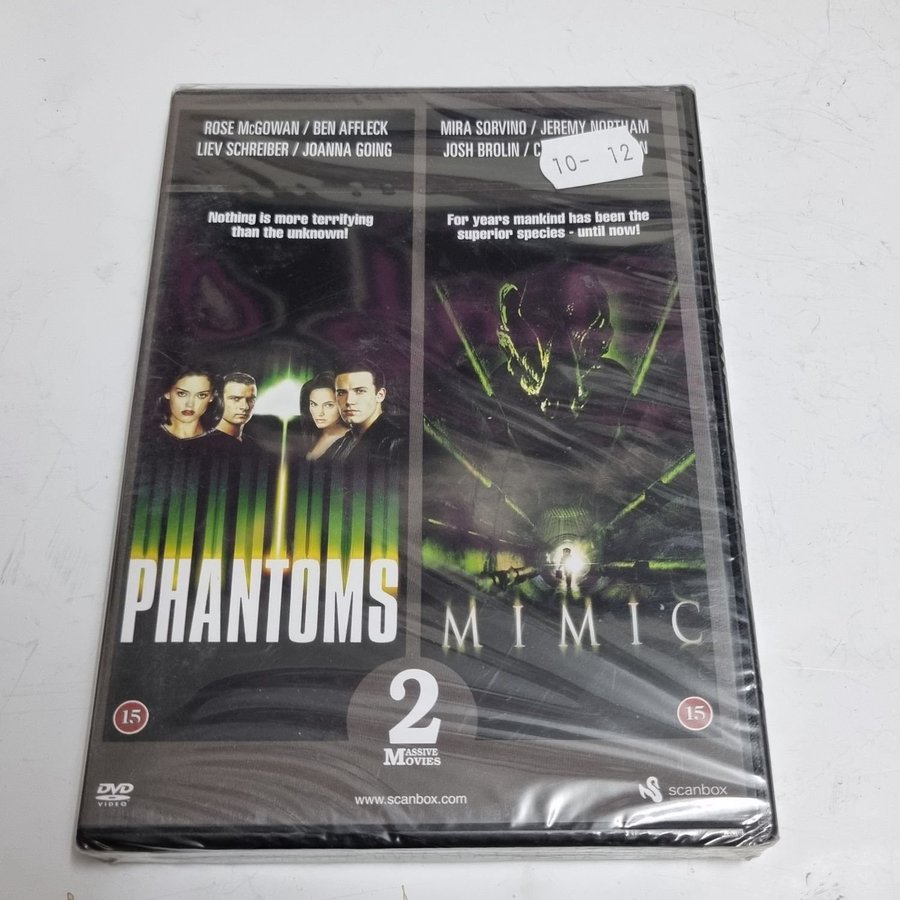 ROSE McGOWAN / BEN AFFLECK
LIEV SCHREIBER / JOANNA GOING
Nothing is more terrifying
than the unknown!
PHANTOMS
15
MIRA SORVINO / JEREMY NORTHAM
JOSH BROLIN /
10- 12
For years mankind has been the
superior species - until now!
MIMIC
15
2
MASSIVE
MOVIES
DVD
VIDEO
www.scanbox.com
scanbox